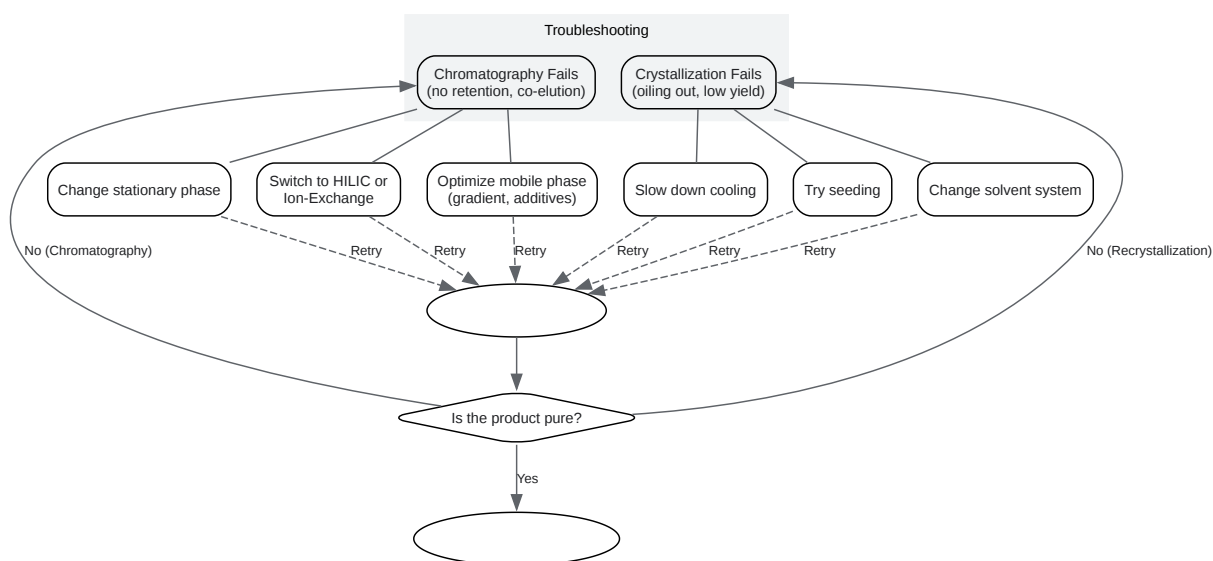 Troubleshooting
Chromatography Fails
(no retention, co-elution)
Crystallization Fails
(oiling out, low yield)
Change stationary phase
Switch to HILIC or
Ion-Exchange
Optimize mobile phase
(gradient, additives)
Slow down cooling
Try seeding
Change solvent system
No (Chromatography)
Retry
Retry
Retry
Retry
Retry
Retry
No (Recrystallization)
Is the product pure?
Yes